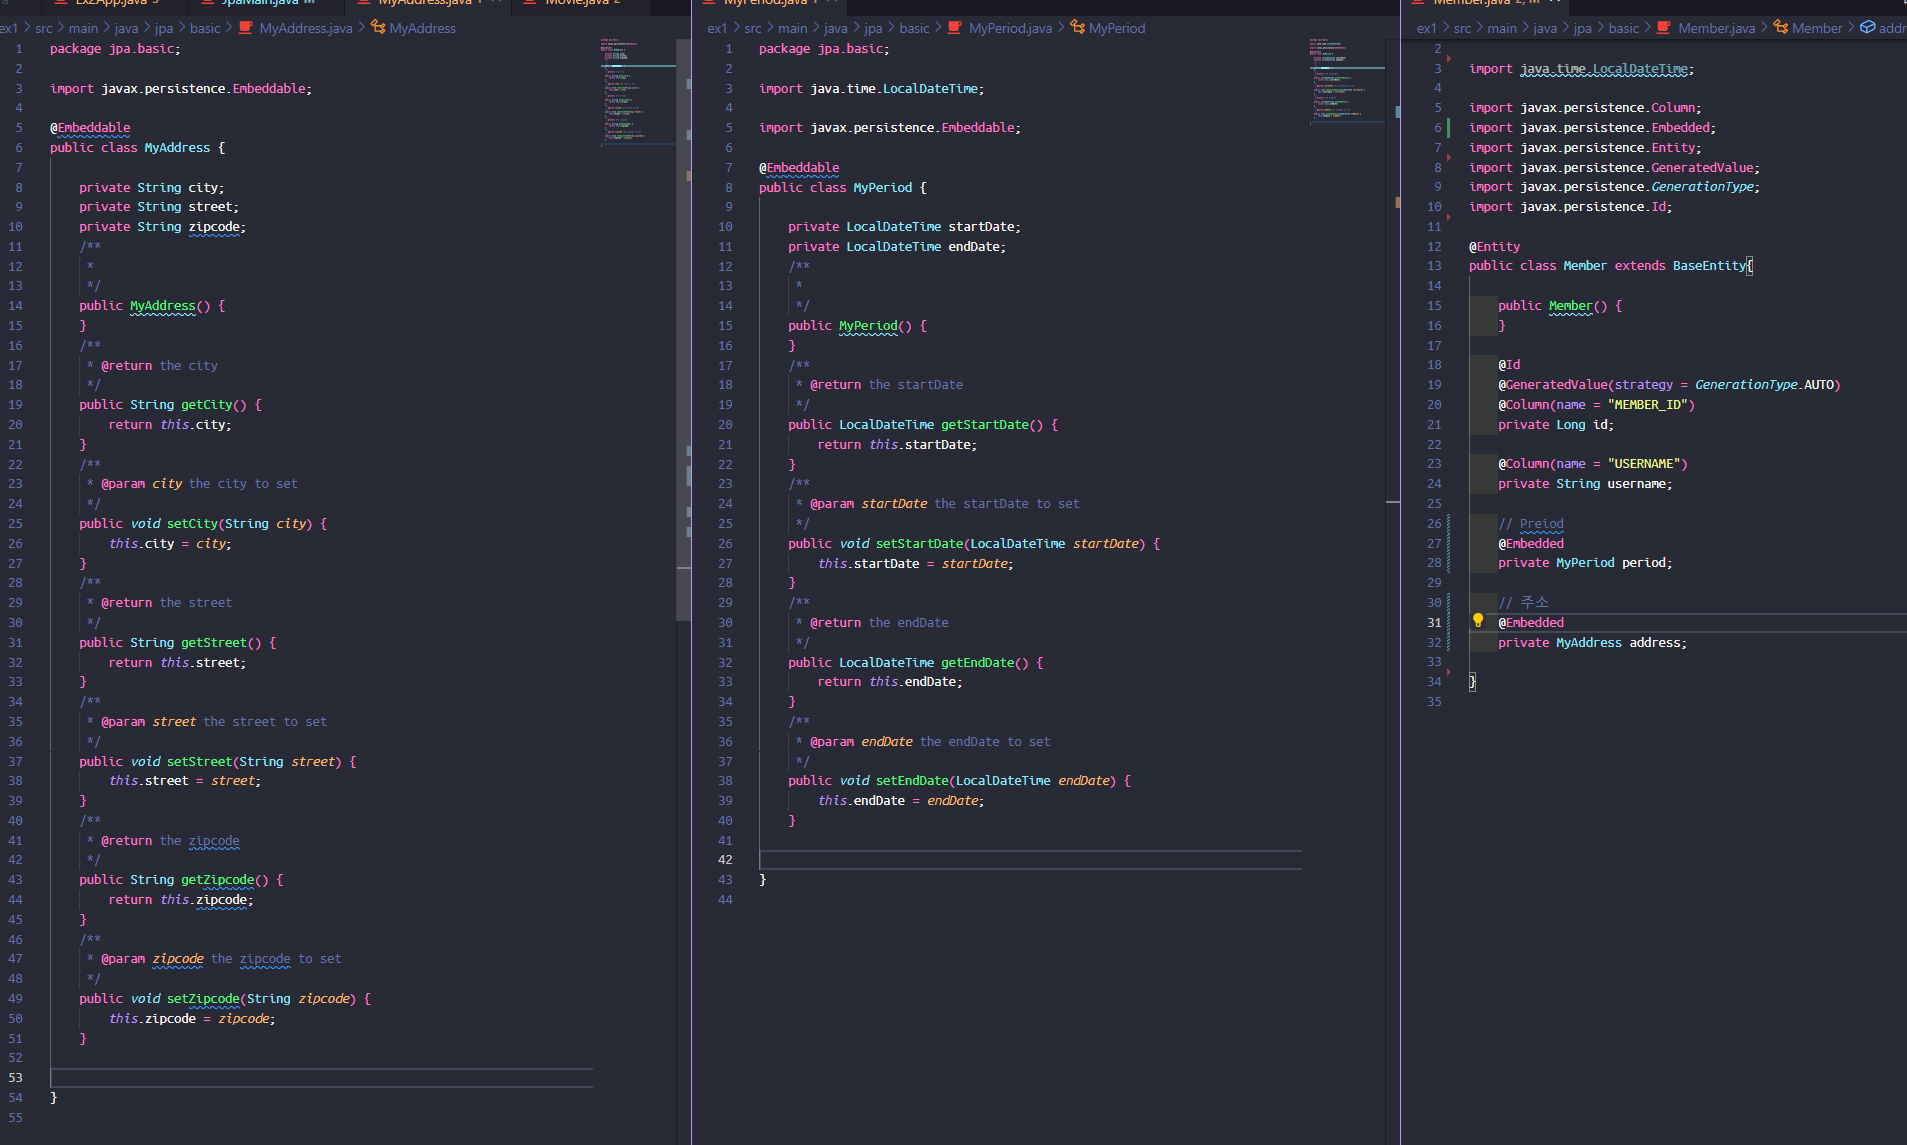 Ex2App.java 3 JpaMain.java M MyAddress.java 1 Movie.java 2
ex1 > src > main > java > jpa > basic > MyAddress.java > MyAddress
1 package jpa.basic;
2
3 import javax.persistence.Embeddable;
4
5 @Embeddable
6 public class MyAddress {
7
8 private String city;
9 private String street;
10 private String zipcode;
11 /**
12 *
13 */
14 public MyAddress() {
15 }
16 /**
17 * @return the city
18 */
19 public String getCity() {
20 return this.city;
21 }
22 /**
23 * @param city the city to set
24 */
25 public void setCity(String city) {
26 this.city = city;
27 }
28 /**
29 * @return the street
30 */
31 public String getStreet() {
32 return this.street;
33 }
34 /**
35 * @param street the street to set
36 */
37 public void setStreet(String street) {
38 this.street = street;
39 }
40 /**
41 * @return the zipcode
42 */
43 public String getZipcode() {
44 return this.zipcode;
45 }
46 /**
47 * @param zipcode the zipcode to set
48 */
49 public void setZipcode(String zipcode) {
50 this.zipcode = zipcode;
51 }
52
53
54 }
55
MyPeriod.java 1
ex1 > src > main > java > jpa > basic > MyPeriod.java > MyPeriod
1 package jpa.basic;
2
3 import java.time.LocalDateTime;
4
5 import javax.persistence.Embeddable;
6
7 @Embeddable
8 public class MyPeriod {
9
10 private LocalDateTime startDate;
11 private LocalDateTime endDate;
12 /**
13 *
14 */
15 public MyPeriod() {
16 }
17 /**
18 * @return the startDate
19 */
20 public LocalDateTime getStartDate() {
21 return this.startDate;
22 }
23 /**
24 * @param startDate the startDate to set
25 */
26 public void setStartDate(LocalDateTime startDate) {
27 this.startDate = startDate;
28 }
29 /**
30 * @return the endDate
31 */
32 public LocalDateTime getEndDate() {
33 return this.endDate;
34 }
35 /**
36 * @param endDate the endDate to set
37 */
38 public void setEndDate(LocalDateTime endDate) {
39 this.endDate = endDate;
40 }
41
42
43 }
44
Member.java 2, M
ex1 > src > main > java > jpa > basic > Member.java > Member > addr
2
3 import java.time.LocalDateTime;
4
5 import javax.persistence.Column;
6 import javax.persistence.Embedded;
7 import javax.persistence.Entity;
8 import javax.persistence.GeneratedValue;
9 import javax.persistence.GenerationType;
10 import javax.persistence.Id;
11
12 @Entity
13 public class Member extends BaseEntity{
14
15 public Member() {
16 }
17
18 @Id
19 @GeneratedValue(strategy = GenerationType.AUTO)
20 @Column(name = "MEMBER_ID")
21 private Long id;
22
23 @Column(name = "USERNAME")
24 private String username;
25
26 // Preiod
27 @Embedded
28 private MyPeriod period;
29
30 // 주소
31 @Embedded
32 private MyAddress address;
33
34 }
35